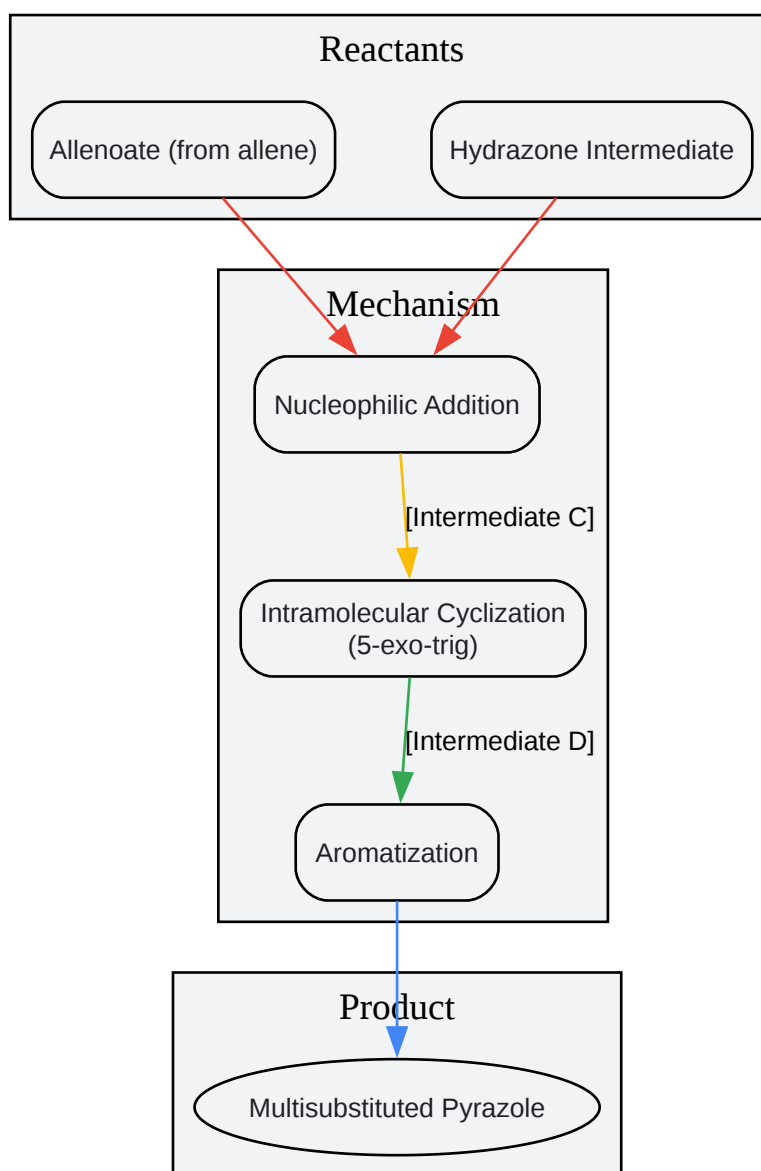 Reactants
Allenoate (from allene)
Hydrazone Intermediate
Mechanism
Nucleophilic Addition
[Intermediate C]
Intramolecular Cyclization
(5-exo-trig)
[Intermediate D]
Aromatization
Product
Multisubstituted Pyrazole